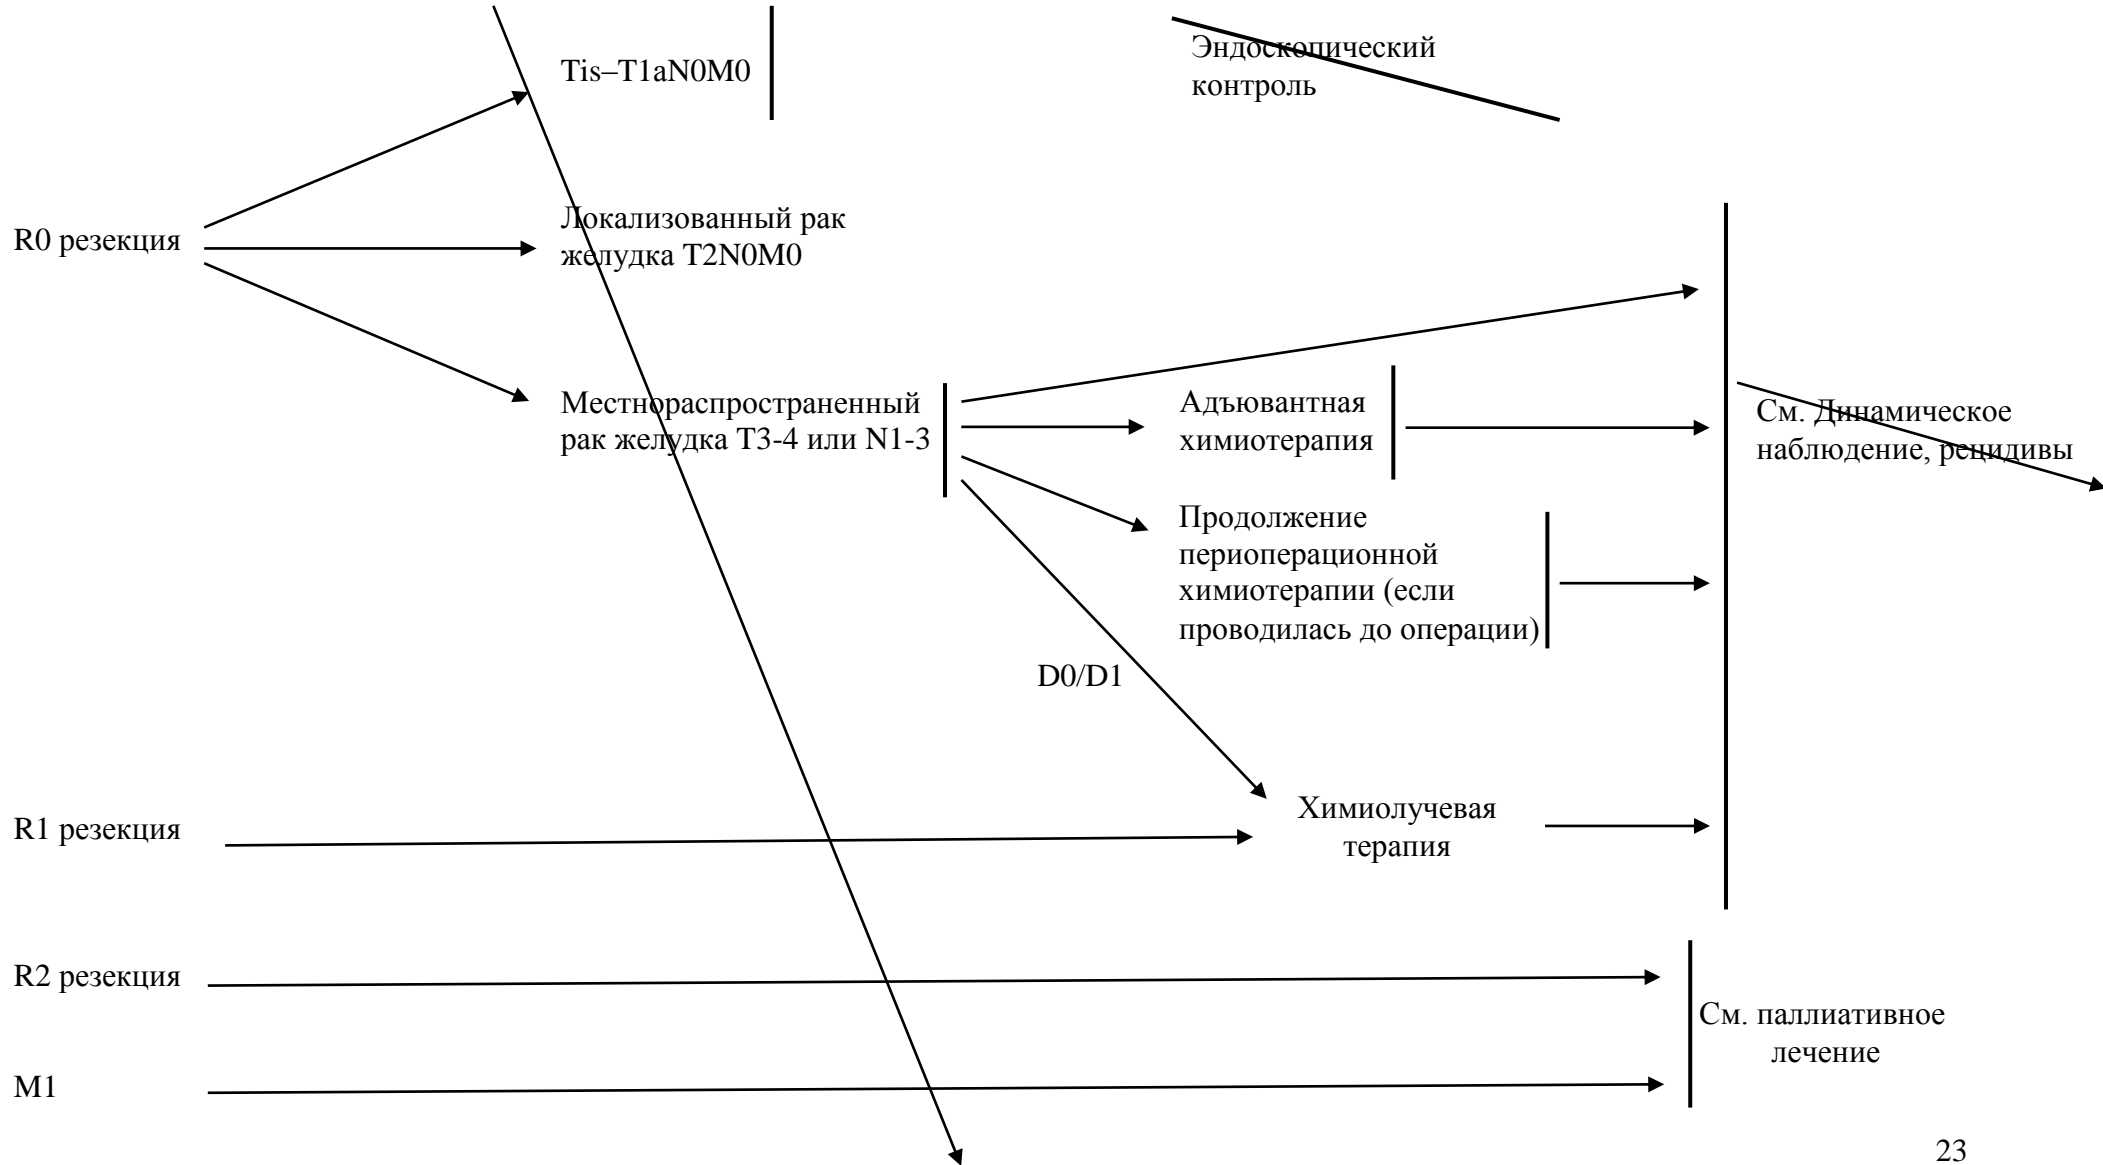 Tis–T1aN0M0
Эндоскопический
контроль
R0 резекция
Локализованный рак
желудка T2N0M0
Местнораспространенный
рак желудка Т3-4 или N1-3
Адъювантная
химиотерапия
См. Динамическое
наблюдение, рецидивы
Продолжение
периоперационной
химиотерапии (если
проводилась до операции)
D0/D1
R1 резекция
Химиолучевая
терапия
R2 резекция
См. паллиативное
лечение
M1
23